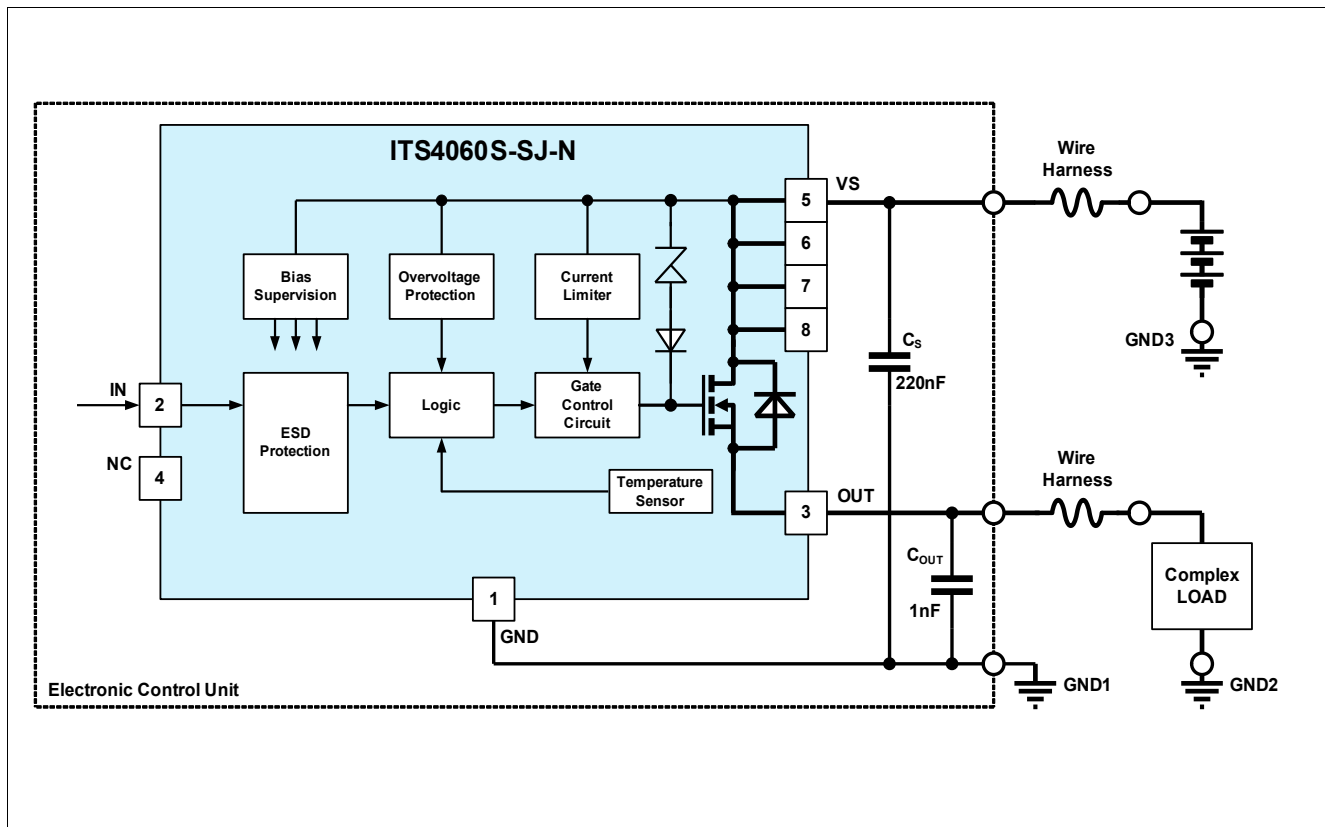 ITS4060S-SJ-N
VS
5
6
7
8
Wire
Harness
Bias
Supervision
Overvoltage
Protection
Current
Limiter
GND3
CS
220nF
IN
2
NC
4
ESD
Protection
Logic
Gate
Control
Circuit
Temperature
Sensor
3
OUT
Wire
Harness
COUT
1nF
Complex
LOAD
1
GND
GND1
GND2
Electronic Control Unit